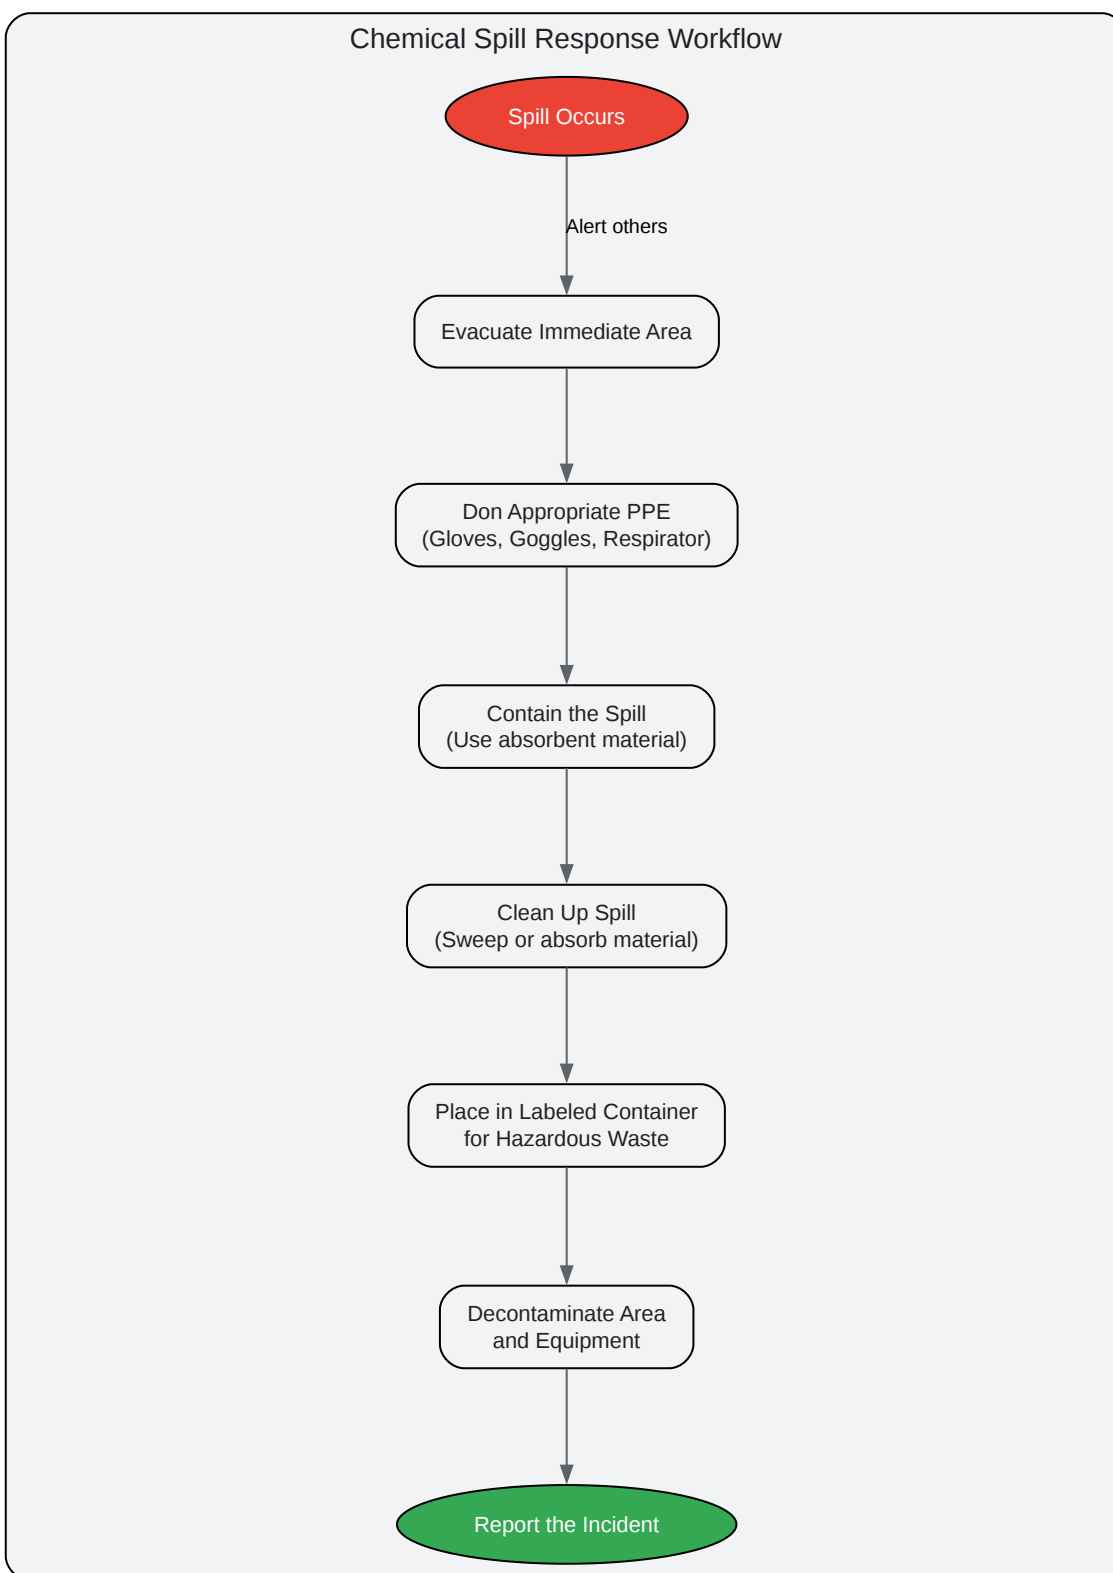 Chemical Spill Response Workflow
Spill Occurs
Alert others
Evacuate Immediate Area
Don Appropriate PPE
(Gloves, Goggles, Respirator)
Contain the Spill
(Use absorbent material)
Clean Up Spill
(Sweep or absorb material)
Place in Labeled Container
for Hazardous Waste
Decontaminate Area
and Equipment
Report the Incident